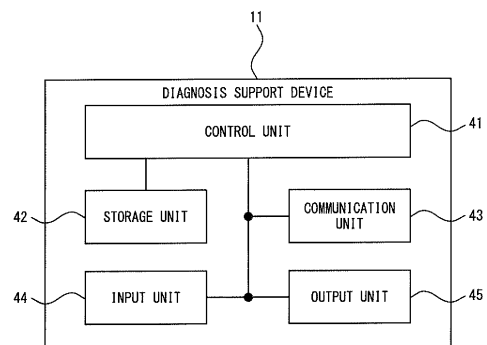 11
DIAGNOSIS SUPPORT DEVICE
CONTROL UNIT
41
42
STORAGE UNIT
COMMUNICATION
UNIT
43
44
INPUT UNIT
OUTPUT UNIT
45